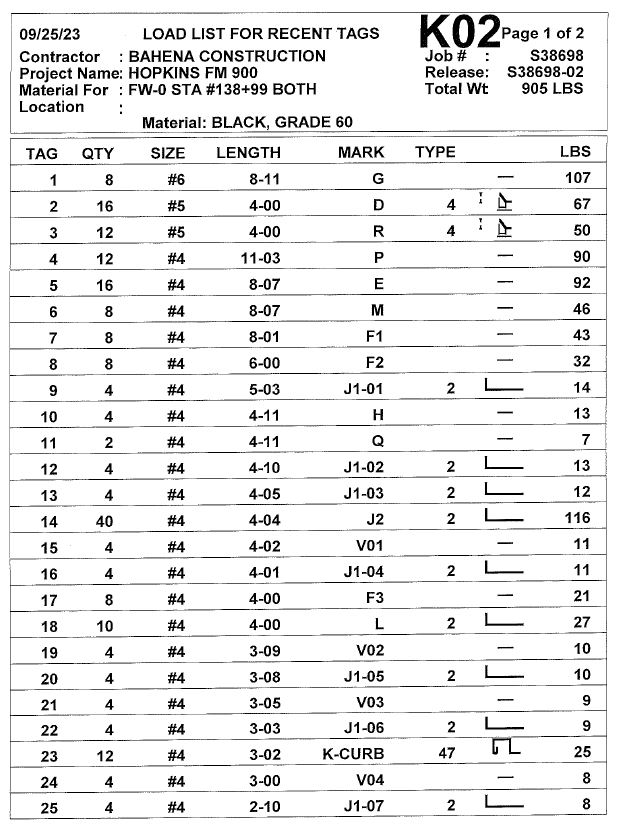 09/25/23 LOAD LIST FOR RECENT TAGS K02 Page 1 of 2
Contractor : BAHENA CONSTRUCTION Job # : S38698
Project Name: HOPKINS FM 900 Release: S38698-02
Material For : FW-0 STA #138+99 BOTH Total Wt 905 LBS
Location :
Material: BLACK, GRADE 60
TAG QTY SIZE LENGTH MARK TYPE LBS
1 8 #6 8-11 G 107
2 16 #5 4-00 D 4 67
3 12 #5 4-00 R 4 50
4 12 #4 11-03 P 90
5 16 #4 8-07 E 92
6 8 #4 8-07 M 46
7 8 #4 8-01 F1 43
8 8 #4 6-00 F2 32
9 4 #4 5-03 J1-01 2 14
10 4 #4 4-11 H 13
11 2 #4 4-11 Q 7
12 4 #4 4-10 J1-02 2 13
13 4 #4 4-05 J1-03 2 12
14 40 #4 4-04 J2 2 116
15 4 #4 4-02 V01 11
16 4 #4 4-01 J1-04 2 11
17 8 #4 4-00 F3 21
18 10 #4 4-00 L 2 27
19 4 #4 3-09 V02 10
20 4 #4 3-08 J1-05 2 10
21 4 #4 3-05 V03 9
22 4 #4 3-03 J1-06 2 9
23 12 #4 3-02 K-CURB 47 25
24 4 #4 3-00 V04 8
25 4 #4 2-10 J1-07 2 8